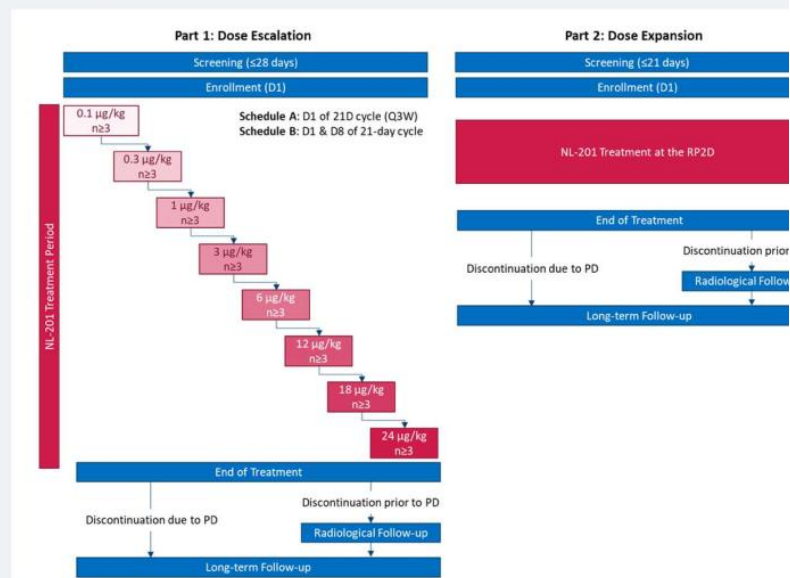 Part 1: Dose Escalation
Screening (≤28 days)
Enrollment (D1)
Schedule A: D1 of 21D cycle (Q3W)
Schedule B: D1 & D8 of 21-day cycle
NL-201 Treatment Period
0.1 µg/kg
n≥3
0.3 µg/kg
n≥3
1 µg/kg
n≥3
3 µg/kg
n≥3
6 µg/kg
n≥3
12 µg/kg
n≥3
18 µg/kg
n≥3
24 µg/kg
n≥3
End of Treatment
Discontinuation due to PD
Discontinuation prior to PD
Radiological Follow-up
Long-term Follow-up
Part 2: Dose Expansion
Screening (≤21 days)
Enrollment (D1)
NL-201 Treatment at the RP2D
End of Treatment
Discontinuation due to PD
Discontinuation prior
Radiological Follow
Long-term Follow-up